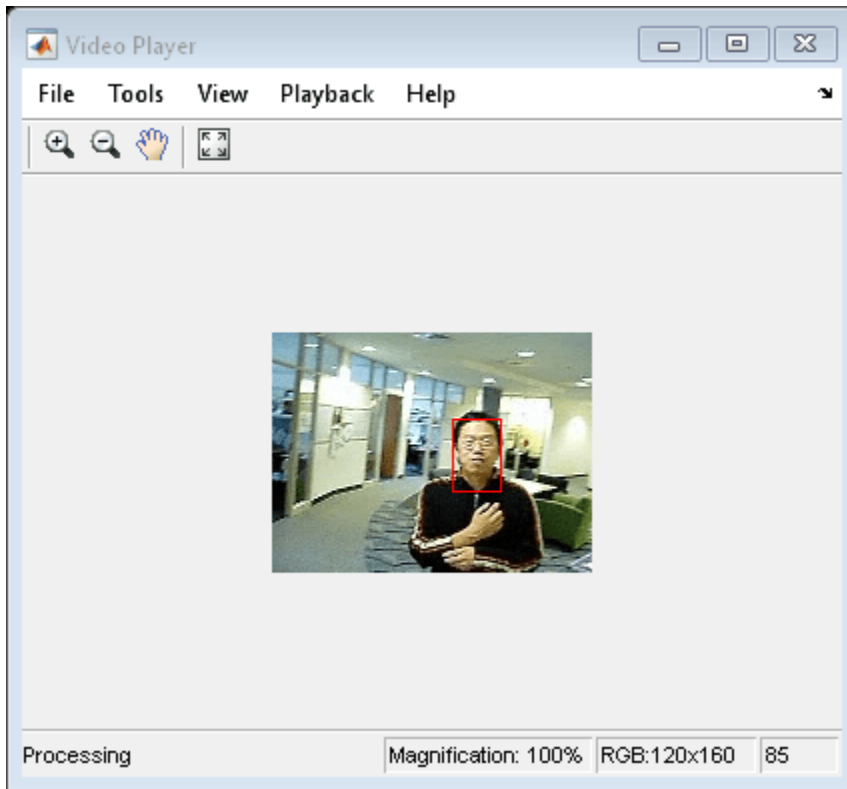 Video Player
File Tools View Playback Help
Processing Magnification: 100% RGB:120x160 85